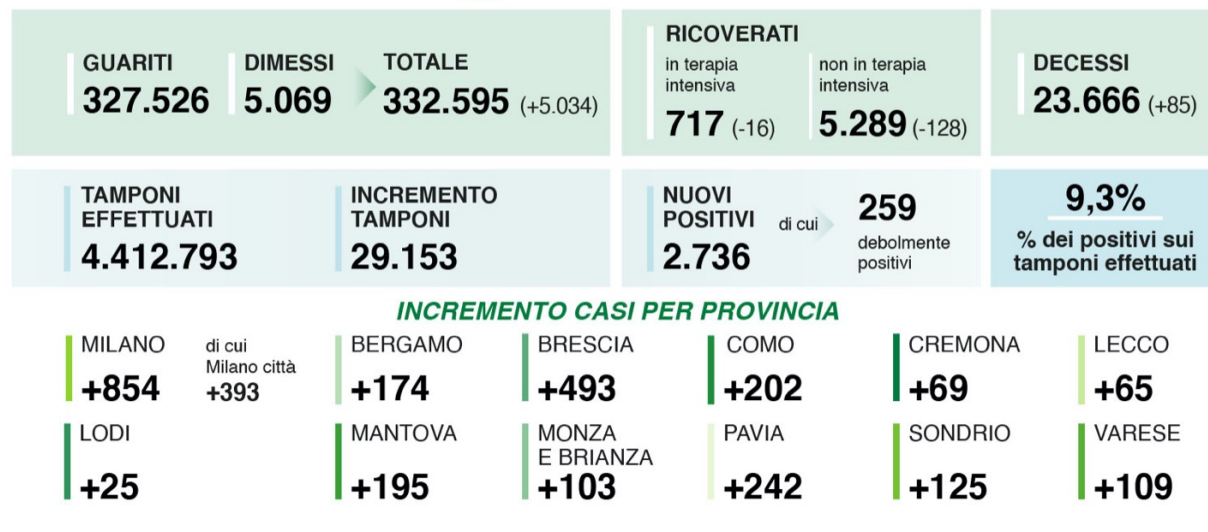 GUARITI
327.526
DIMESSI
5.069
TOTALE
332.595 (+5.034)
RICOVERATI
in terapia
intensiva
717 (-16)
non in terapia
intensiva
5.289 (-128)
DECESSI
23.666 (+85)
TAMPONI
EFFETTUATI
4.412.793
INCREMENTO
TAMPONI
29.153
NUOVI
POSITIVI
2.736
di cui
259
debolmente
positivi
9,3%
% dei positivi sui
tamponi effettuati
INCREMENTO CASI PER PROVINCIA
MILANO
+854
di cui
Milano città
+393
BERGAMO
+174
BRESCIA
+493
COMO
+202
CREMONA
+69
LECCO
+65
LODI
+25
MANTOVA
+195
MONZA
E BRIANZA
+103
PAVIA
+242
SONDRIO
+125
VARESE
+109